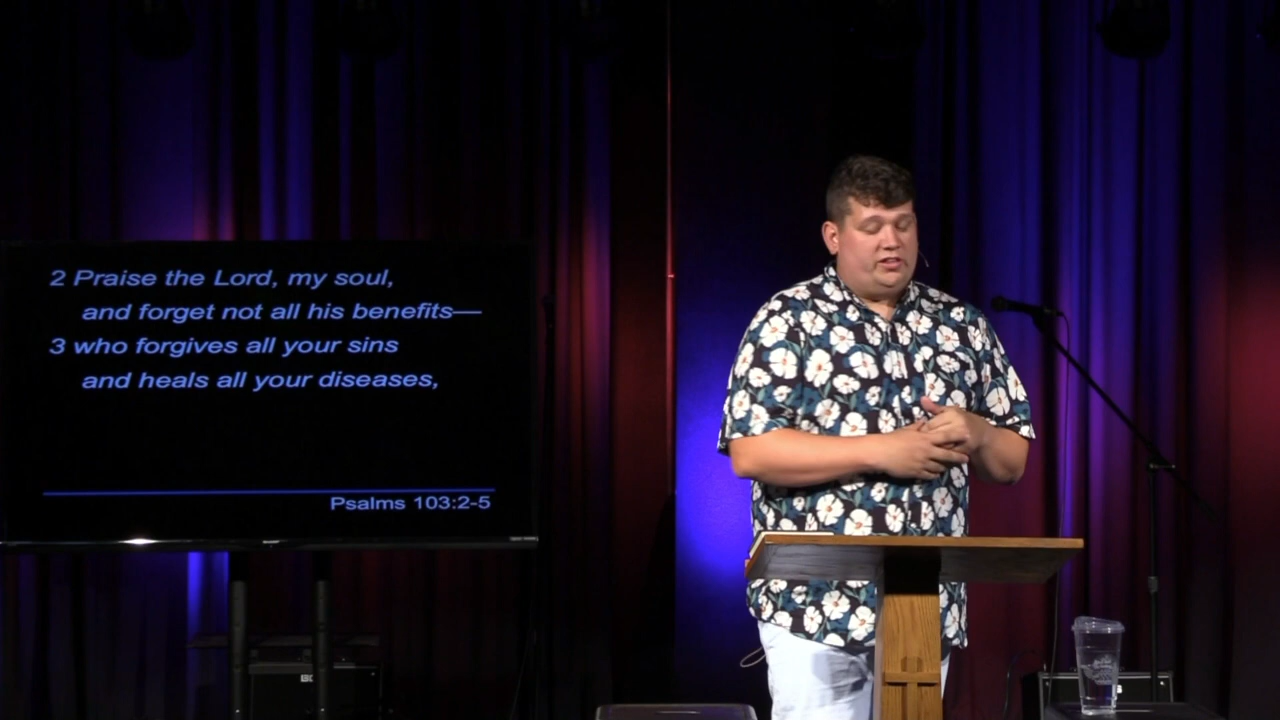 2 Praise the Lord, my soul,
and forget not all his benefits—
3 who forgives all your sins
and heals all your diseases,
Psalms 103:2-5